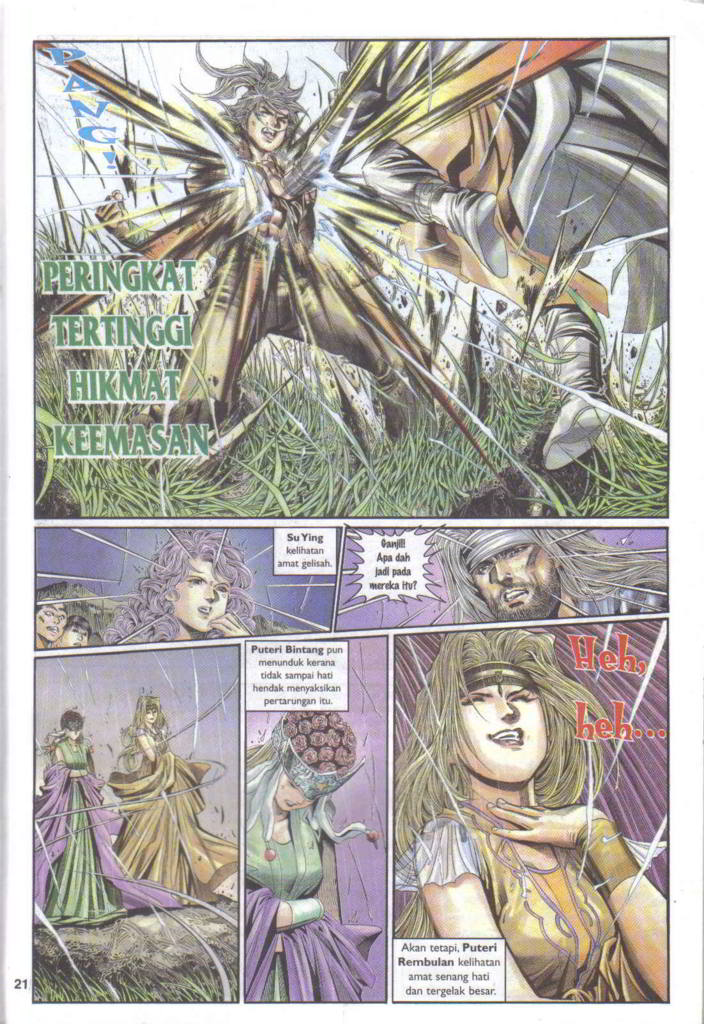 PANG!
PERINGKAT
TERTINGGI
HIKMAT
KEEMASAN
Su Ying
kelihatan
amat gelisah.
Ganjil!
Apa dah
jadi pada
mereka itu?
Puteri Bintang pun
menunduk kerana
tidak sampai hati
hendak menyaksikan
pertarungan itu.
Heh,
heh...
Akan tetapi, Puteri
Rembulan kelihatan
amat senang hati
dan tergelak besar.
21